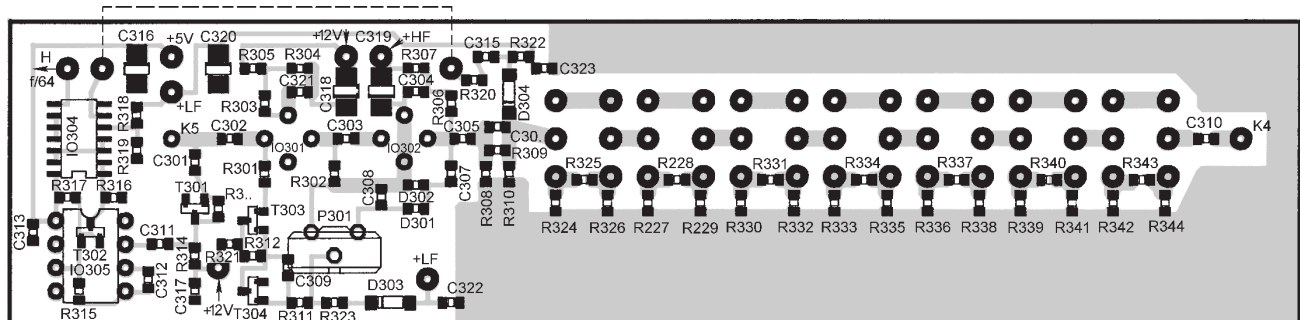 C316 +5V C320 +12V C319 +HF C315 R322
H R305 R304 R307 C323
f/64 C321 C318 C304 R320 D304
R318 +LF R303 R306
IO304 K5 C302 IO301 C303 IO302 C305 C30. C310 K4
R319 C301 R301 R302 R309
R325 R228 R331 R334 R337 R340 R343
R317 R316 T301 R3.. C308 D302 C307 R308 R310
T303 P301 D301
R324 R326 R227 R229 R330 R332 R333 R335 R336 R338 R339 R341 R342 R344
C313 T302 C311 R314 R312
IO305 C312 R321 +LF
C309 D303 C322
R315 C317 +12V T304 R311 R323